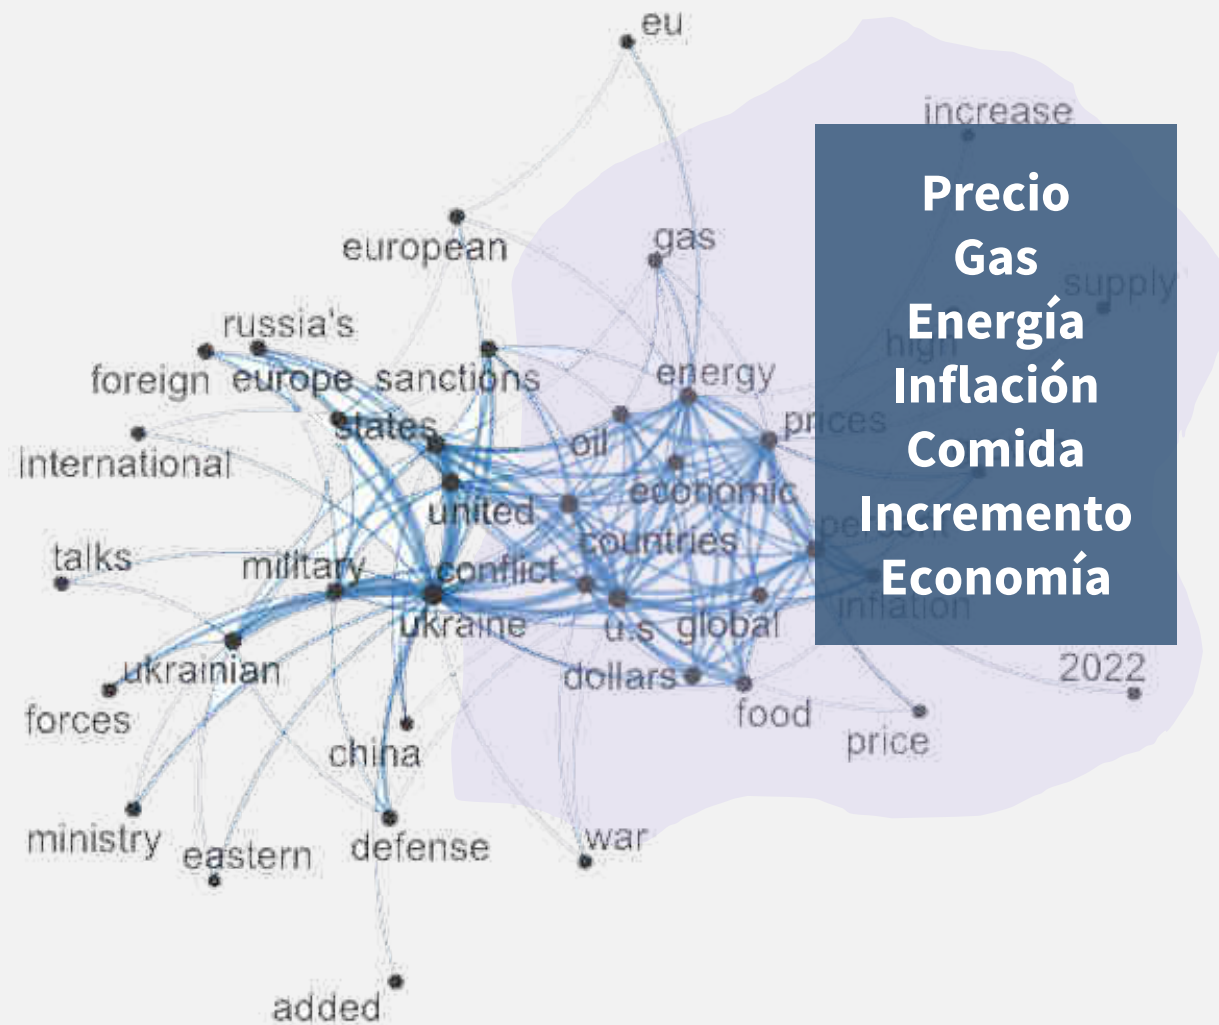 eu
increase
european
gas
supply
russia's
high
foreign
europe
sanctions
energy
states
oil
prices
international
economic
united
percent
countries
talks
military
conflict
inflation
ukraine
u.s
global
ukrainian
dollars
2022
forces
food
china
price
ministry
eastern
defense
war
added
Precio
Gas
Energía
Inflación
Comida
Incremento
Economía